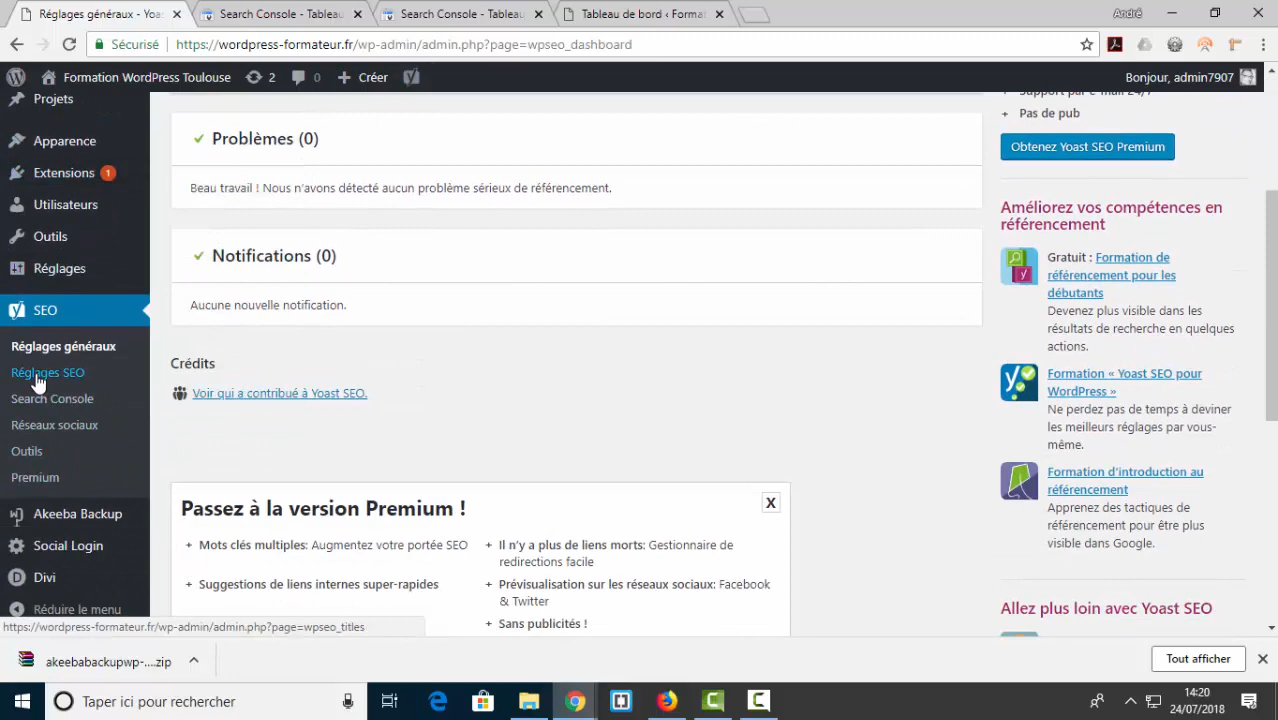 Réglages généraux - Yoa
Search Console - Tableau
Search Console - Tableau
Tableau de bord ‹ Format
André
Sécurisé
https://wordpress-formateur.fr/wp-admin/admin.php?page=wpseo_dashboard
Formation WordPress Toulouse
2
0
Créer
Bonjour, admin7907
Projets
Apparence
Extensions 1
Utilisateurs
Outils
Réglages
SEO
Réglages généraux
Réglages SEO
Search Console
Réseaux sociaux
Outils
Premium
Akeeba Backup
Social Login
Divi
Réduire le menu
Problèmes (0)
Beau travail ! Nous n’avons détecté aucun problème sérieux de référencement.
Notifications (0)
Aucune nouvelle notification.
Crédits
Voir qui a contribué à Yoast SEO.
Passez à la version Premium !
X
+ Mots clés multiples: Augmentez votre portée SEO
+ Suggestions de liens internes super-rapides
+ Il n’y a plus de liens morts: Gestionnaire de
redirections facile
+ Prévisualisation sur les réseaux sociaux: Facebook
& Twitter
+ Sans publicités !
+ Support par e-mail 24/7
+ Pas de pub
Obtenez Yoast SEO Premium
Améliorez vos compétences en
référencement
Gratuit : Formation de
référencement pour les
débutants
Devenez plus visible dans les
résultats de recherche en quelques
actions.
Formation « Yoast SEO pour
WordPress »
Ne perdez pas de temps à deviner
les meilleurs réglages par vous-
même.
Formation d’introduction au
référencement
Apprenez des tactiques de
référencement pour être plus
visible dans Google.
Allez plus loin avec Yoast SEO
https://wordpress-formateur.fr/wp-admin/admin.php?page=wpseo_titles
akeebabackupwp-....zip
Tout afficher
Taper ici pour rechercher
14:20
24/07/2018